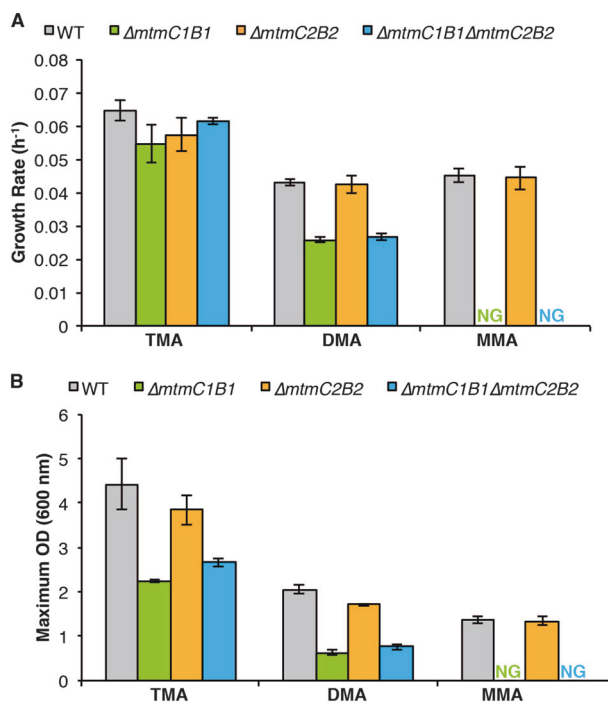 A
WT ΔmtmC1B1 ΔmtmC2B2 ΔmtmC1B1ΔmtmC2B2
Growth Rate (h-1)
0.08
0.07
0.06
0.05
0.04
0.03
0.02
0.01
0
NG NG
TMA DMA MMA
B
WT ΔmtmC1B1 ΔmtmC2B2 ΔmtmC1B1ΔmtmC2B2
Maximum OD (600 nm)
6
5
4
3
2
1
0
NG NG
TMA DMA MMA